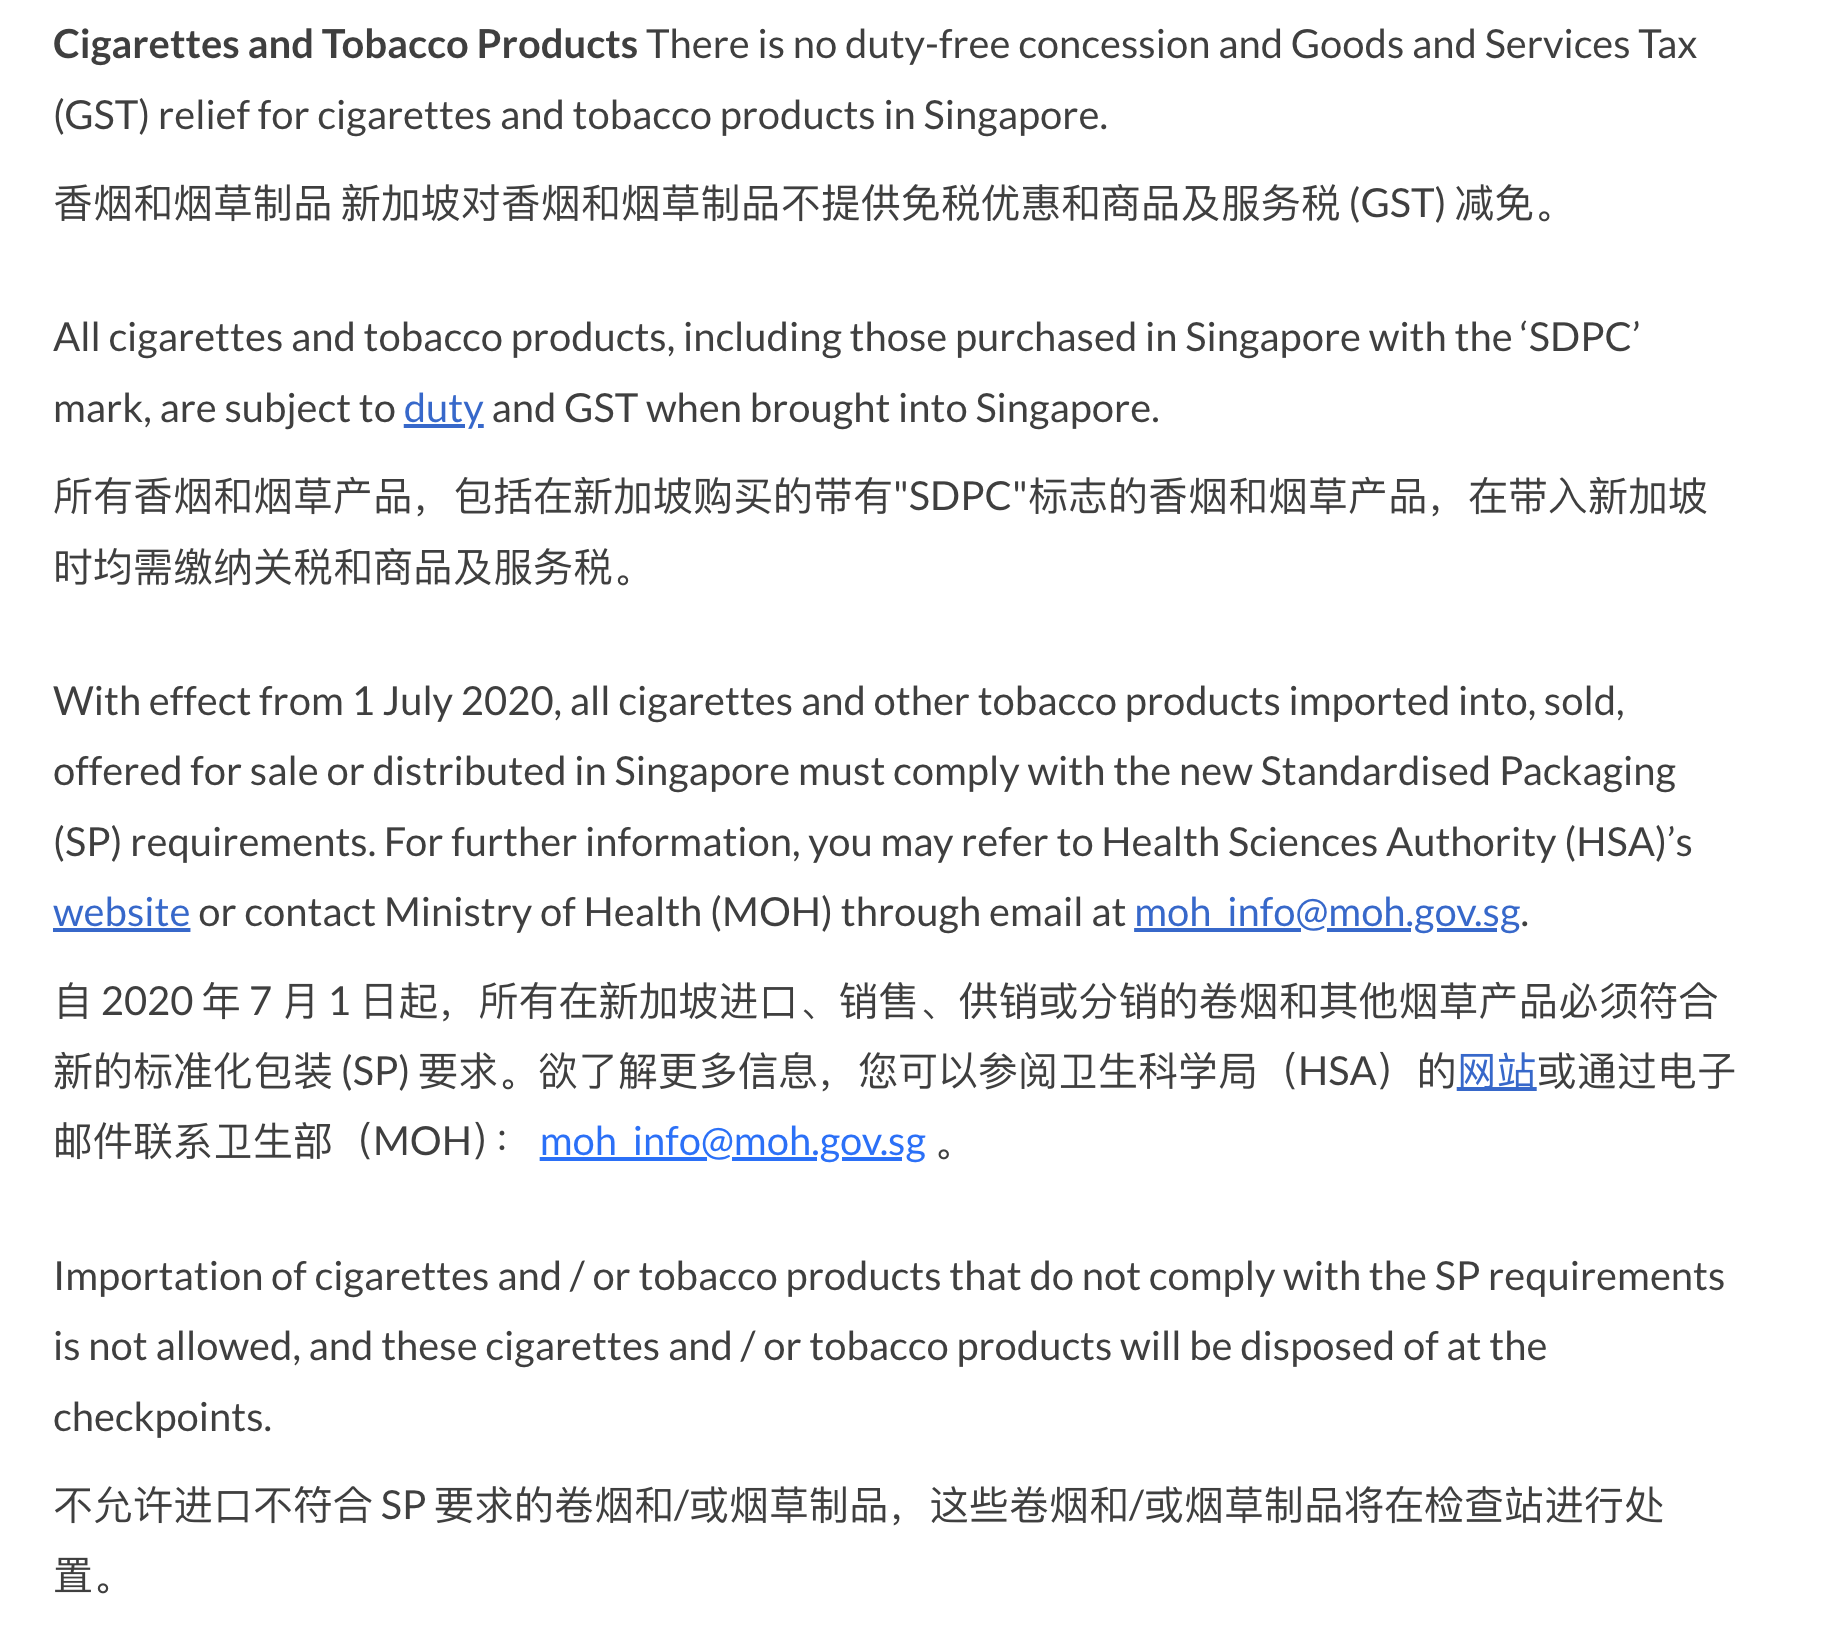 Cigarettes and Tobacco Products There is no duty-free concession and Goods and Services Tax
(GST) relief for cigarettes and tobacco products in Singapore.
香烟和烟草制品 新加坡对香烟和烟草制品不提供免税优惠和商品及服务税 (GST) 减免。
All cigarettes and tobacco products, including those purchased in Singapore with the ‘SDPC’
mark, are subject to duty and GST when brought into Singapore.
所有香烟和烟草产品，包括在新加坡购买的带有"SDPC"标志的香烟和烟草产品，在带入新加坡
时均需缴纳关税和商品及服务税。
With effect from 1 July 2020, all cigarettes and other tobacco products imported into, sold,
offered for sale or distributed in Singapore must comply with the new Standardised Packaging
(SP) requirements. For further information, you may refer to Health Sciences Authority (HSA)’s
website or contact Ministry of Health (MOH) through email at moh_info@moh.gov.sg.
自 2020 年 7 月 1 日起，所有在新加坡进口、销售、供销或分销的卷烟和其他烟草产品必须符合
新的标准化包装 (SP) 要求。欲了解更多信息，您可以参阅卫生科学局（HSA）的网站或通过电子
邮件联系卫生部（MOH）： moh_info@moh.gov.sg 。
Importation of cigarettes and / or tobacco products that do not comply with the SP requirements
is not allowed, and these cigarettes and / or tobacco products will be disposed of at the
checkpoints.
不允许进口不符合 SP 要求的卷烟和/或烟草制品，这些卷烟和/或烟草制品将在检查站进行处
置。